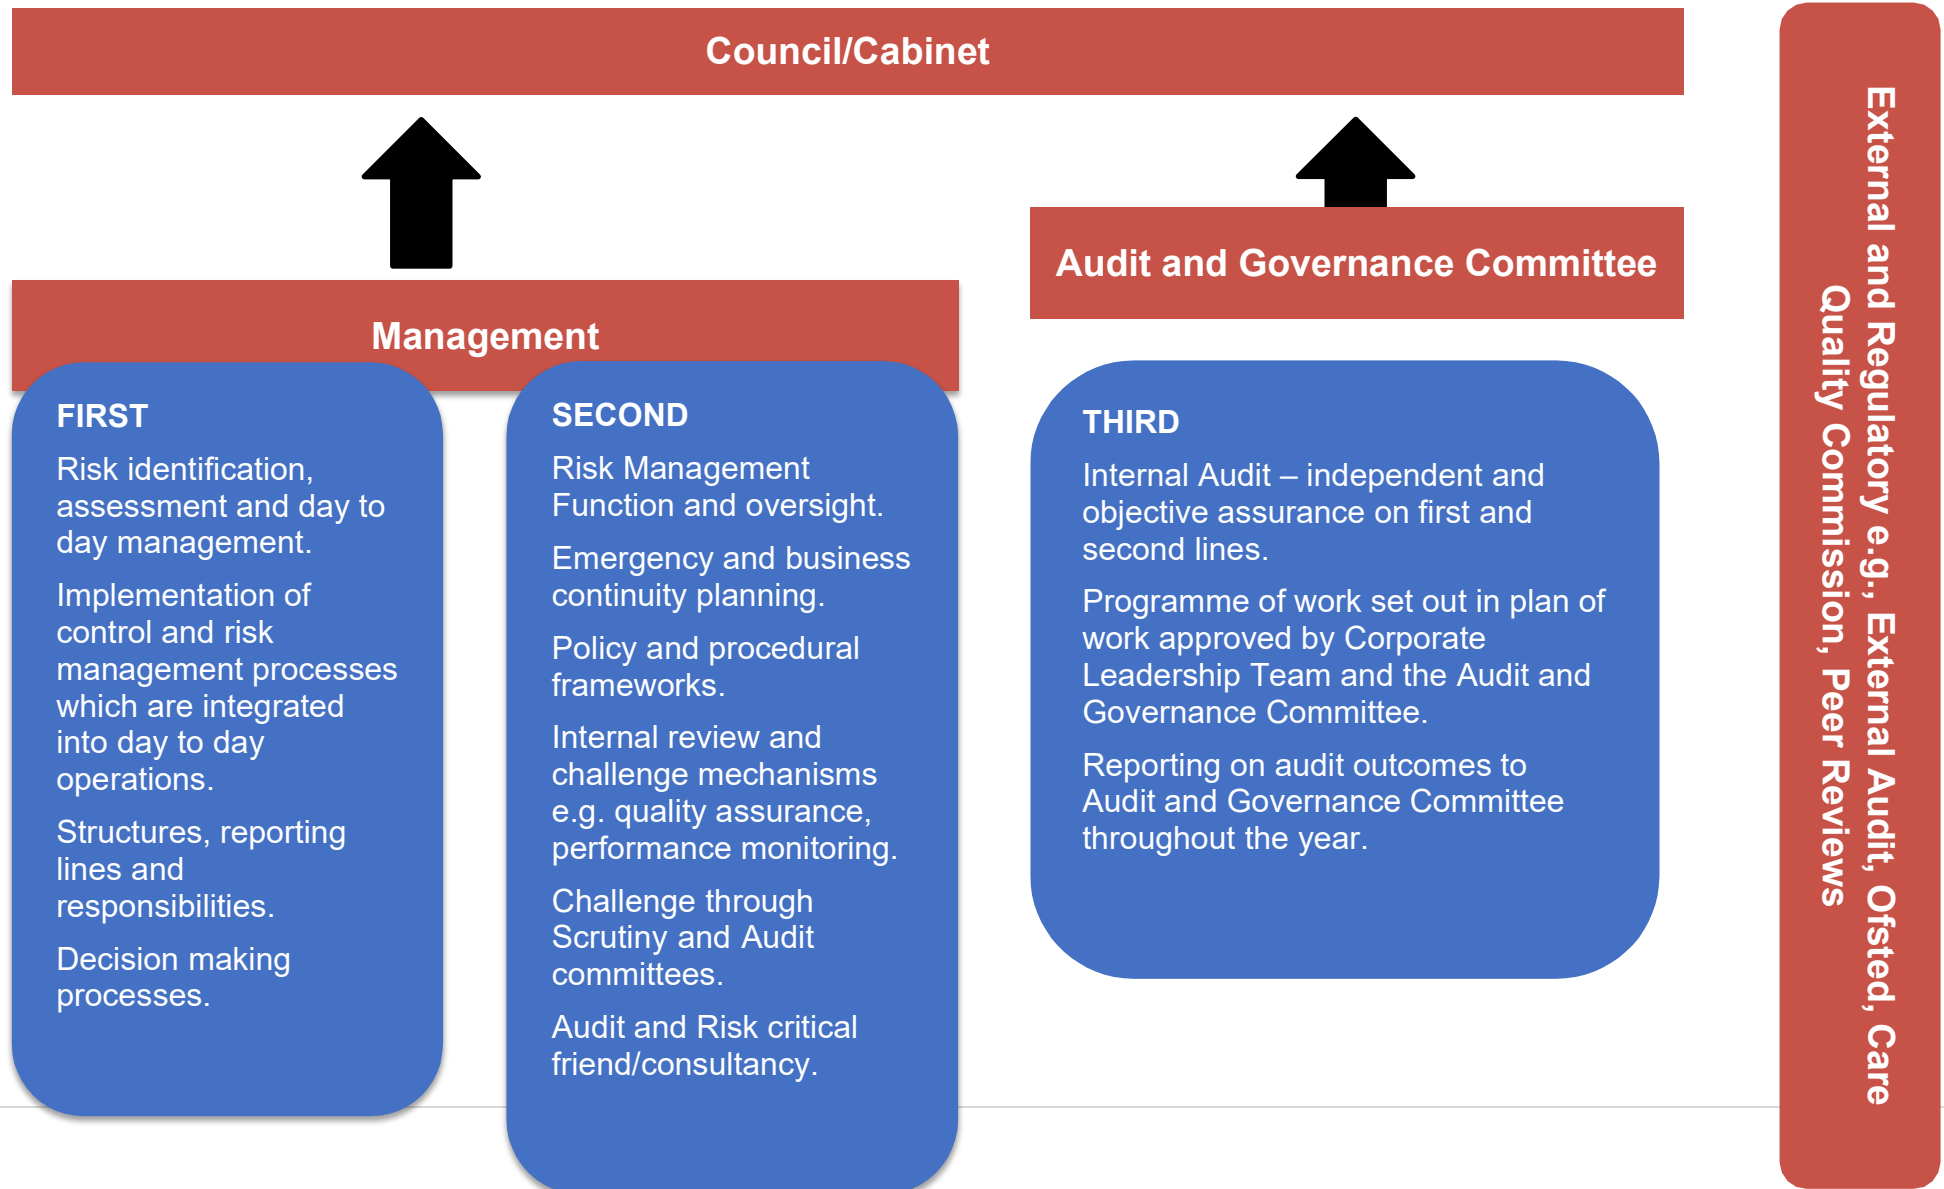 Council/Cabinet
Management
Audit and Governance Committee
FIRST
Risk identification,
assessment and day to
day management.
Implementation of
control and risk
management processes
which are integrated
into day to day
operations.
Structures, reporting
lines and
responsibilities.
Decision making
processes.
SECOND
Risk Management
Function and oversight.
Emergency and business
continuity planning.
Policy and procedural
frameworks.
Internal review and
challenge mechanisms
e.g. quality assurance,
performance monitoring.
Challenge through
Scrutiny and Audit
committees.
Audit and Risk critical
friend/consultancy.
THIRD
Internal Audit – independent and
objective assurance on first and
second lines.
Programme of work set out in plan of
work approved by Corporate
Leadership Team and the Audit and
Governance Committee.
Reporting on audit outcomes to
Audit and Governance Committee
throughout the year.
External and Regulatory e.g., External Audit, Ofsted, Care
Quality Commission, Peer Reviews